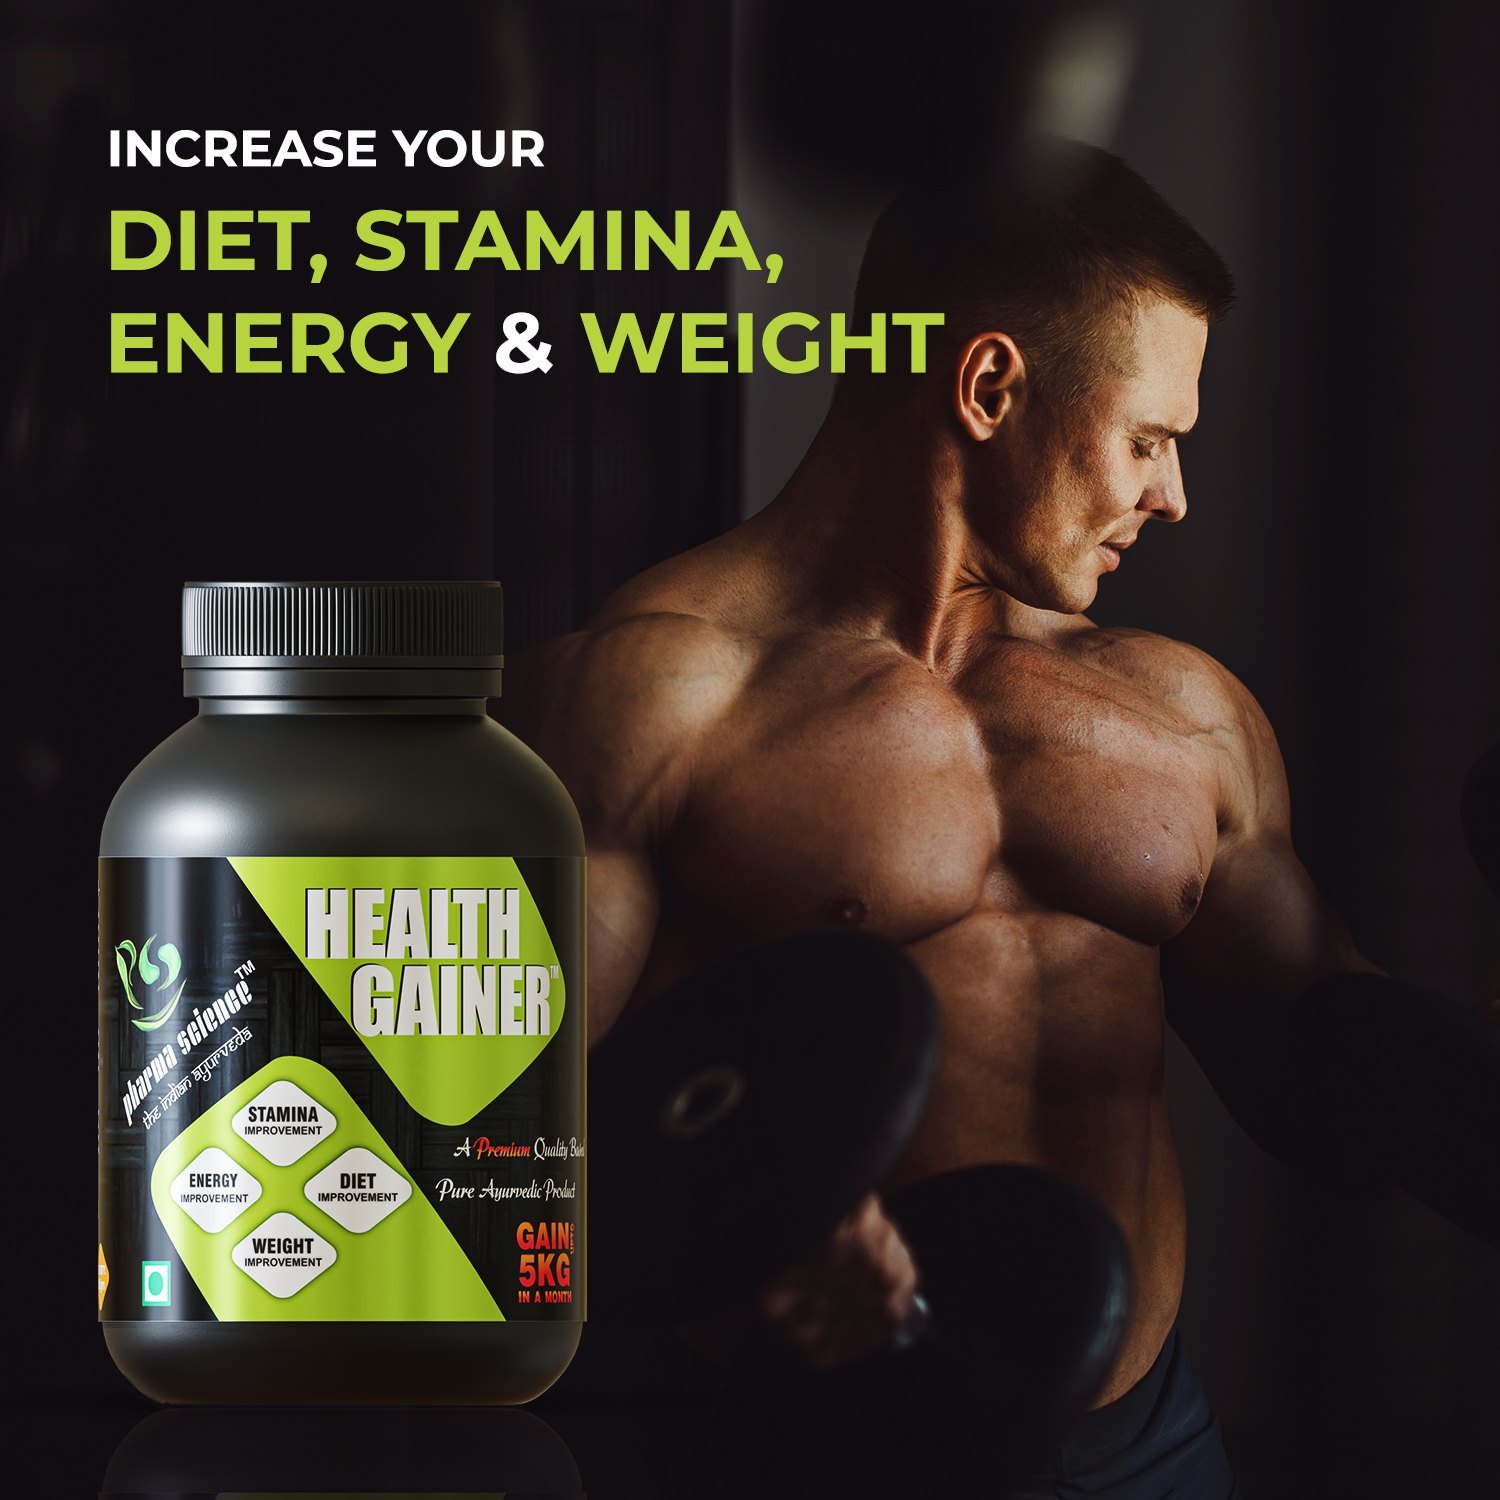 INCREASE YOUR
DIET, STAMINA,
ENERGY & WEIGHT
HEALTH
GAINER™
pharma science™
the indian ayurveda
STAMINA
IMPROVEMENT
ENERGY
IMPROVEMENT
DIET
IMPROVEMENT
WEIGHT
IMPROVEMENT
A Premium Quality
Pure Ayurvedic Product
GAIN UPTO
5KG
IN A MONTH